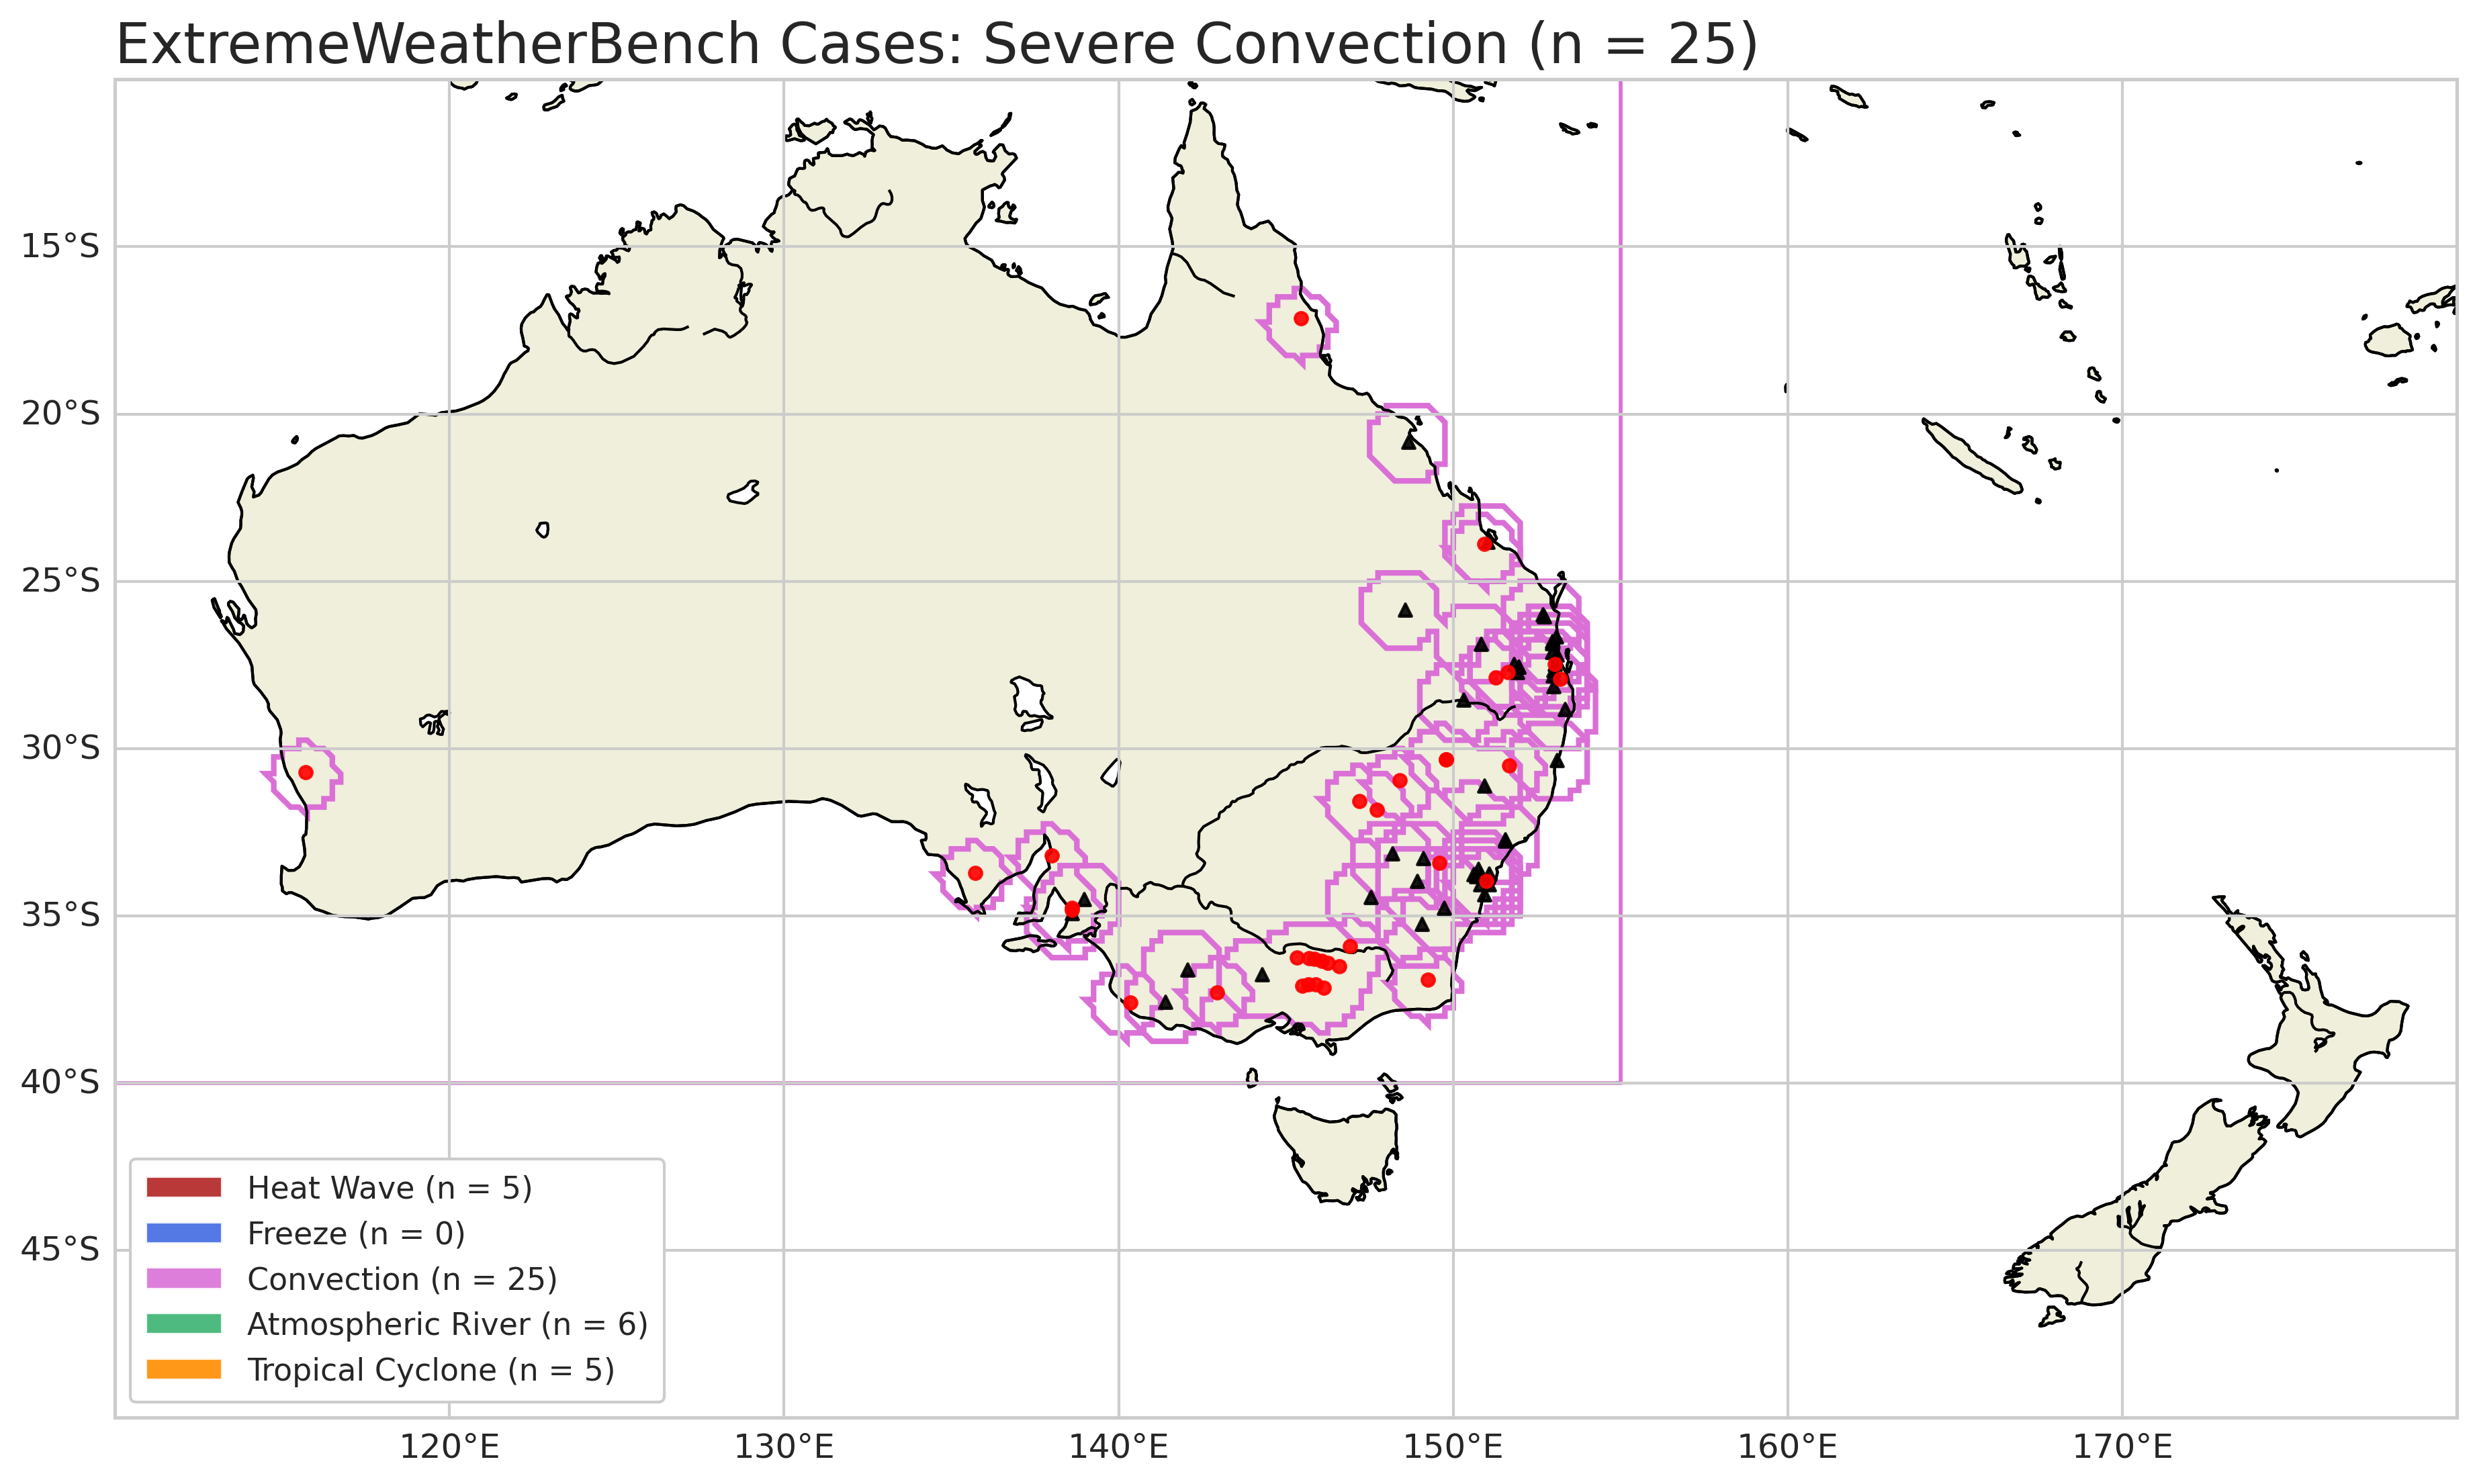 ExtremeWeatherBench Cases: Severe Convection (n = 25)
15°S
20°S
25°S
30°S
35°S
40°S
45°S
Heat Wave (n = 5)
Freeze (n = 0)
Convection (n = 25)
Atmospheric River (n = 6)
Tropical Cyclone (n = 5)
120°E 130°E 140°E 150°E 160°E 170°E